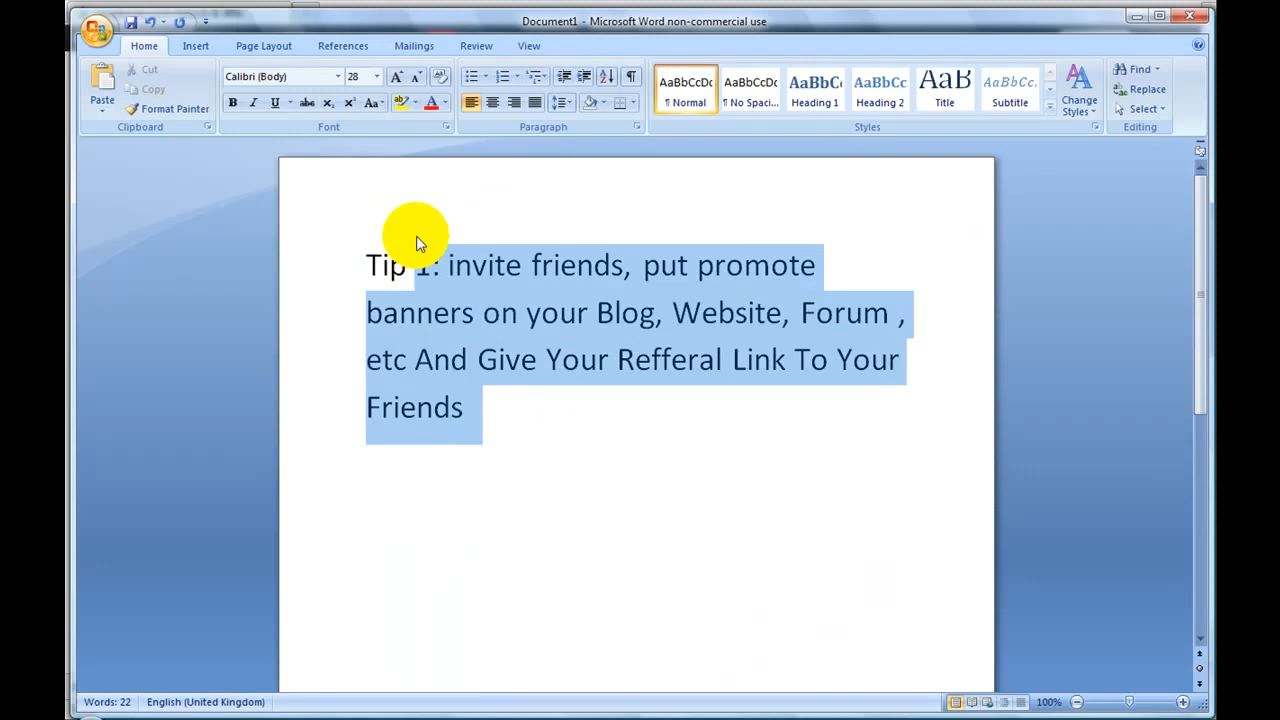 Document1 - Microsoft Word non-commercial use
Home Insert Page Layout References Mailings Review View
Paste
Cut
Copy
Format Painter
Clipboard
Calibri (Body) 28
Font
Paragraph
AaBbCcDc AaBbCcDc AaBbC AaBbCc AaB AaBbCc.
¶ Normal ¶ No Spaci... Heading 1 Heading 2 Title Subtitle
Change Styles
Styles
Find
Replace
Select
Editing
Tip 1: invite friends, put promote
banners on your Blog, Website, Forum ,
etc And Give Your Refferal Link To Your
Friends
Words: 22 English (United Kingdom) 100%